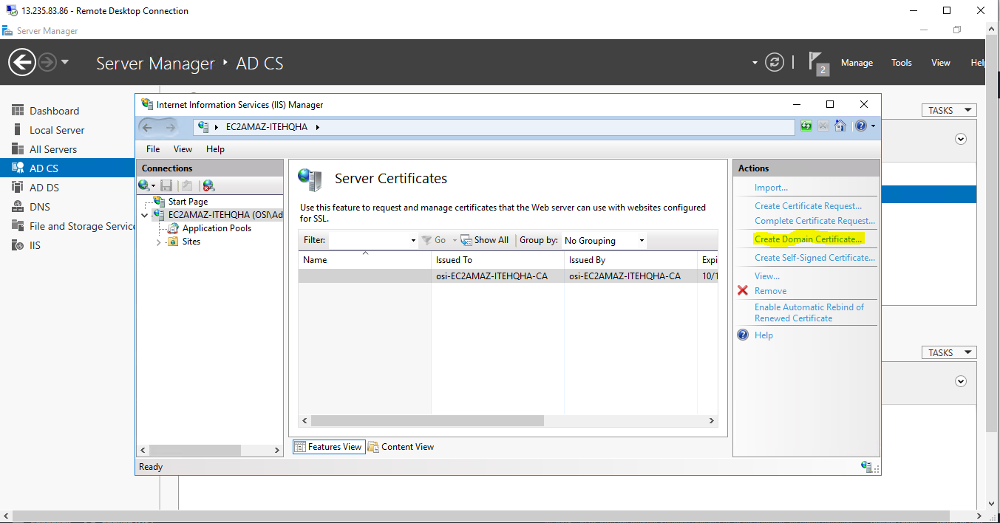 13.235.83.86 - Remote Desktop Connection
Server Manager
Server Manager • AD CS
2
Manage
Tools
View
Help
Dashboard
Local Server
All Servers
AD CS
AD DS
DNS
File and Storage Service
IIS
TASKS
TASKS
Internet Information Services (IIS) Manager
EC2AMAZ-ITEHQHA
File View Help
Connections
Start Page
EC2AMAZ-ITEHQHA (OSI\Ad
Application Pools
Sites
Server Certificates
Use this feature to request and manage certificates that the Web server can use with websites configured
for SSL.
Filter: Go Show All Group by: No Grouping
Name Issued To Issued By Expi
osi-EC2AMAZ-ITEHQHA-CA osi-EC2AMAZ-ITEHQHA-CA 10/1
Features View Content View
Actions
Import...
Create Certificate Request...
Complete Certificate Request...
Create Domain Certificate...
Create Self-Signed Certificate...
View...
Remove
Enable Automatic Rebind of
Renewed Certificate
Help
Ready